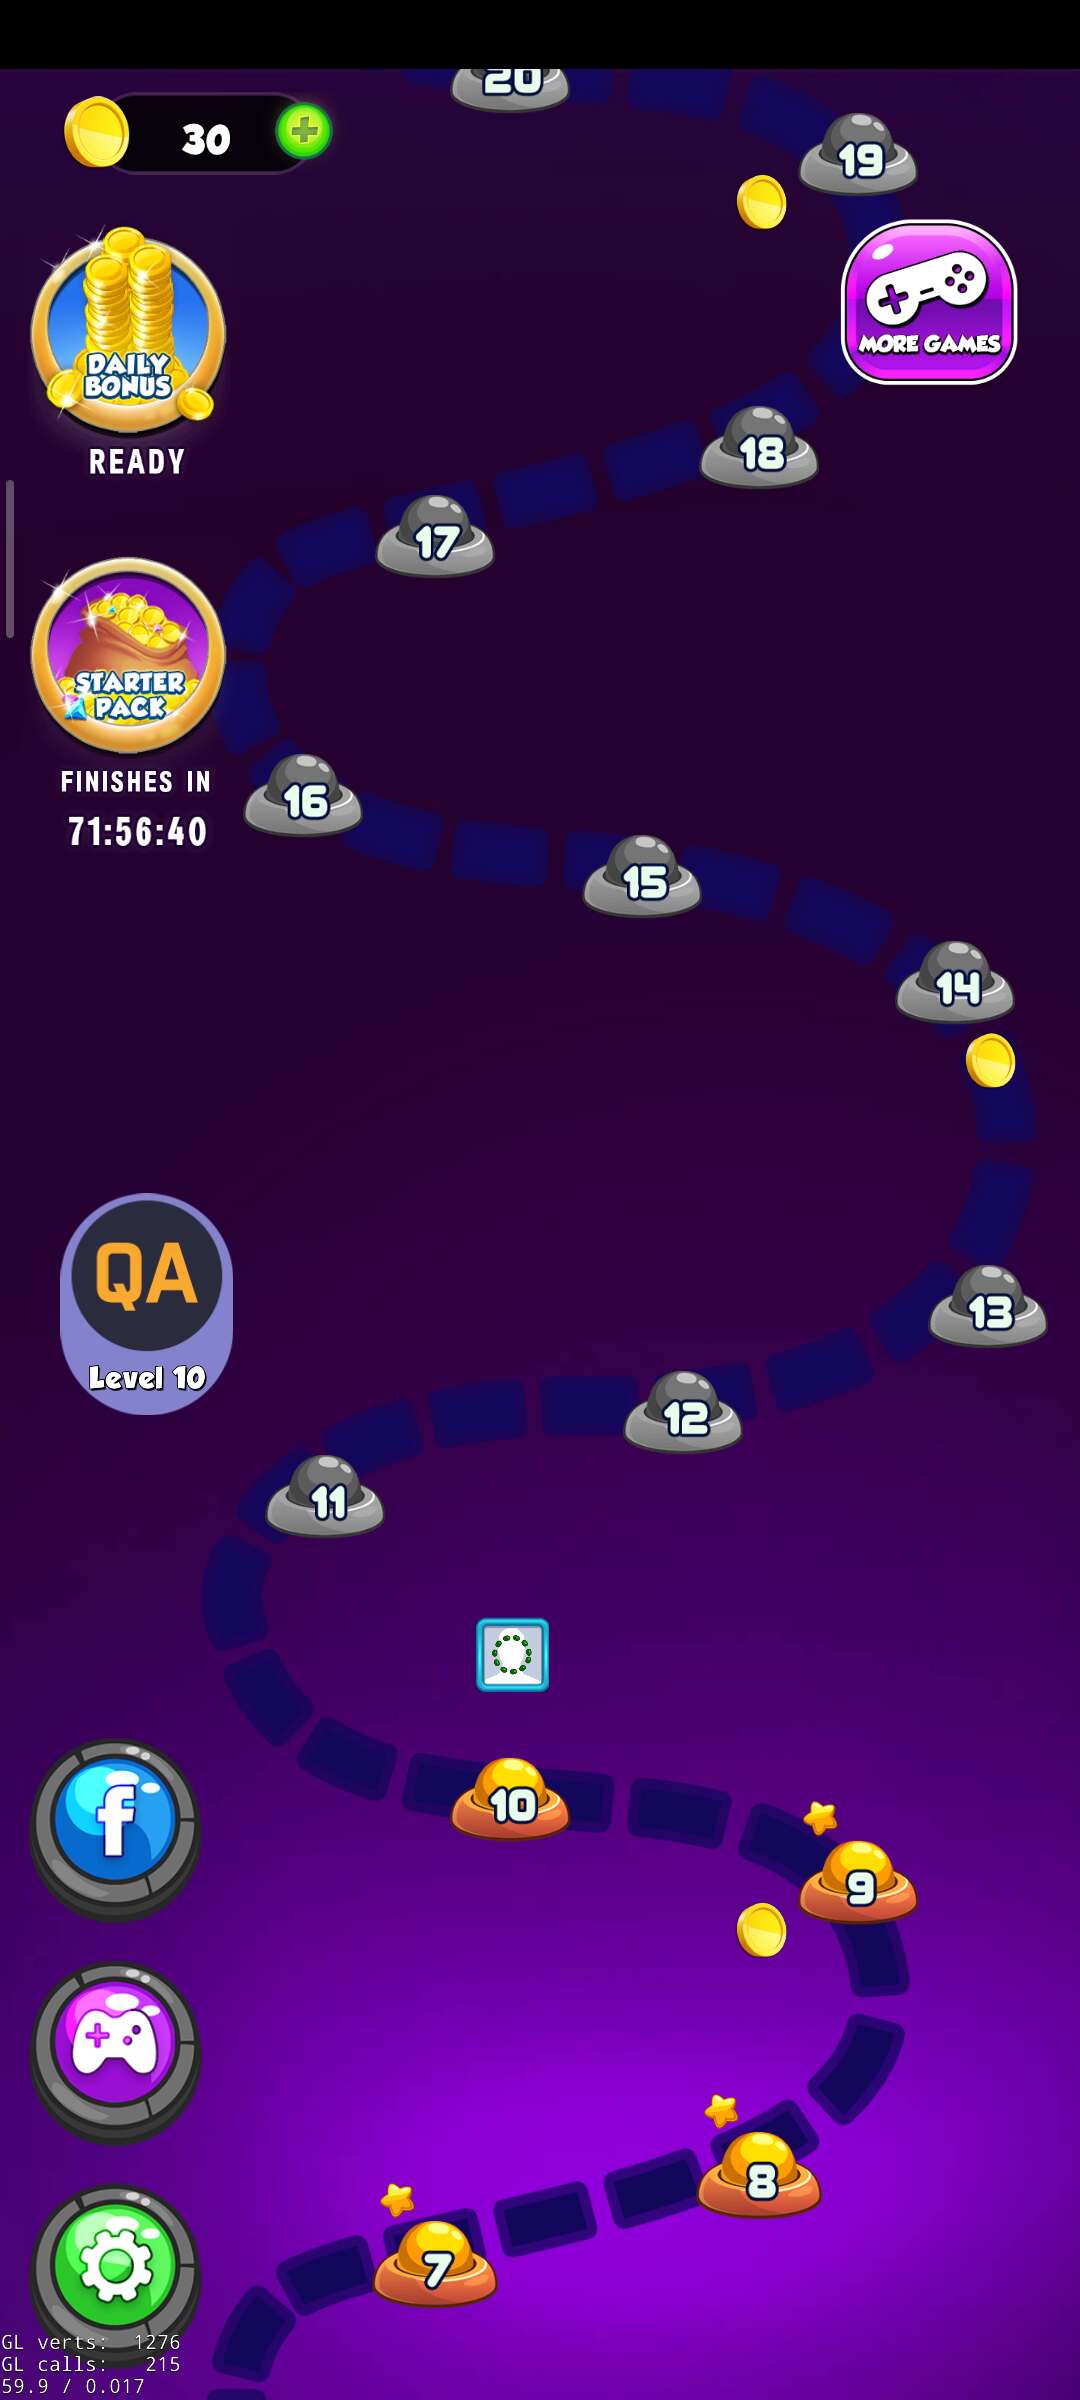 20
30
19
MORE GAMES
DAILY
BONUS
READY
18
17
STARTER
PACK
FINISHES IN
71:56:40
16
15
14
QA
Level 10
13
12
11
f
10
9
8
7
GL verts: 1276
GL calls: 215
59.9 / 0.017